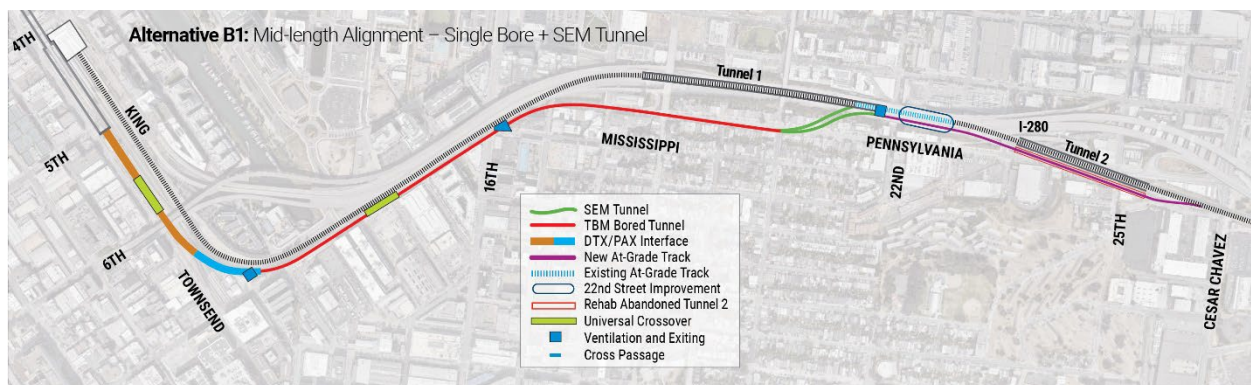 Alternative B1: Mid-length Alignment – Single Bore + SEM Tunnel
4TH
KING
5TH
6TH
TOWNSEND
16TH
MISSISSIPPI
Tunnel 1
PENNSYLVANIA
22ND
I-280
Tunnel 2
25TH
CESAR CHAVEZ
SEM Tunnel
TBM Bored Tunnel
DTX/PAX Interface
New At-Grade Track
Existing At-Grade Track
22nd Street Improvement
Rehab Abandoned Tunnel 2
Universal Crossover
Ventilation and Exiting
Cross Passage